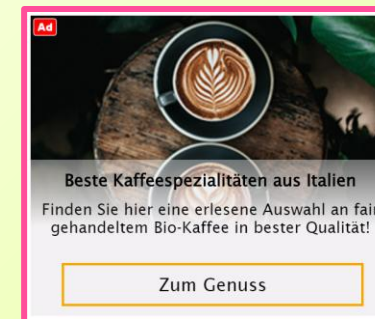 Ad
Beste Kaffeespezialitäten aus Italien
Finden Sie hier eine erlesene Auswahl an fair
gehandeltem Bio-Kaffee in bester Qualität!
Zum Genuss